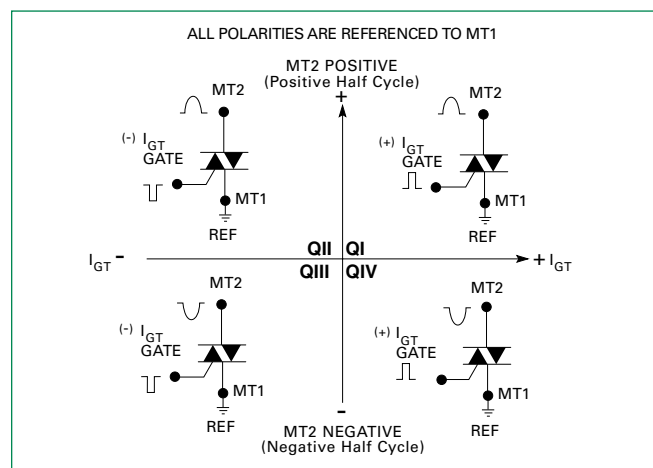 ALL POLARITIES ARE REFERENCED TO MT1
MT2 POSITIVE
(Positive Half Cycle)
+
MT2
(-) IGT
GATE
MT1
REF
MT2
(+) IGT
GATE
MT1
REF
IGT -
QII QI
QIII QIV
+ IGT
MT2
(-) IGT
GATE
MT1
REF
MT2
(+) IGT
GATE
MT1
REF
-
MT2 NEGATIVE
(Negative Half Cycle)